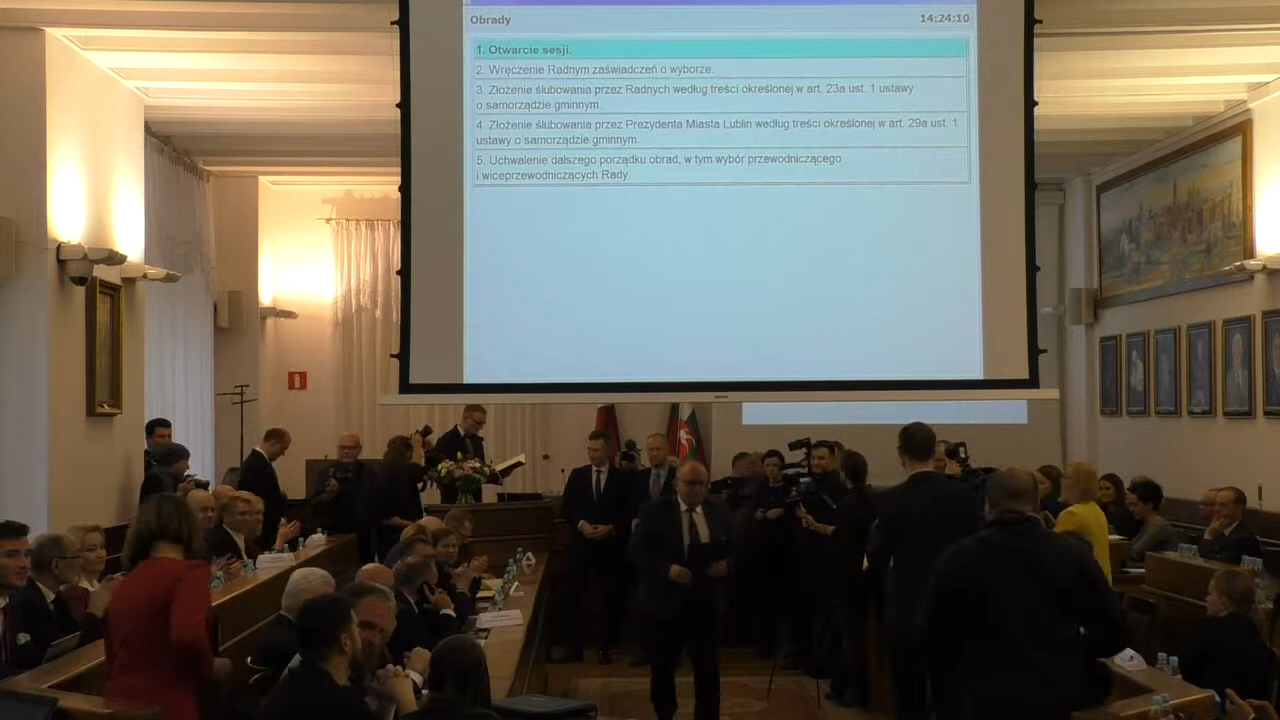 Obrady
14:24:10
1. Otwarcie sesji.
2. Wręczenie Radnym zaświadczeń o wyborze.
3. Złożenie ślubowania przez Radnych według treści określonej w art. 23a ust. 1 ustawy
o samorządzie gminnym.
4. Złożenie ślubowania przez Prezydenta Miasta Lublin według treści określonej w art. 29a ust. 1
ustawy o samorządzie gminnym.
5. Uchwalenie dalszego porządku obrad, w tym wybór przewodniczącego
i wiceprzewodniczących Rady.